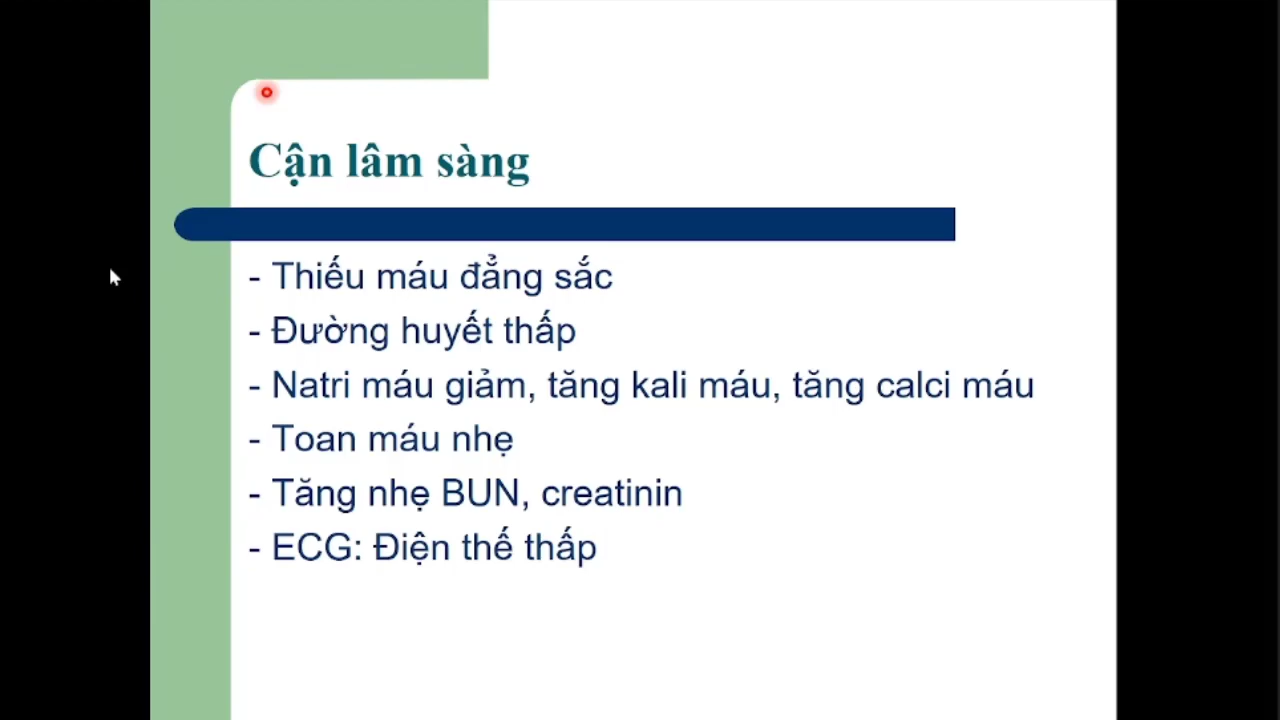 Cận lâm sàng
- Thiếu máu đẳng sắc
- Đường huyết thấp
- Natri máu giảm, tăng kali máu, tăng calci máu
- Toan máu nhẹ
- Tăng nhẹ BUN, creatinin
- ECG: Điện thế thấp